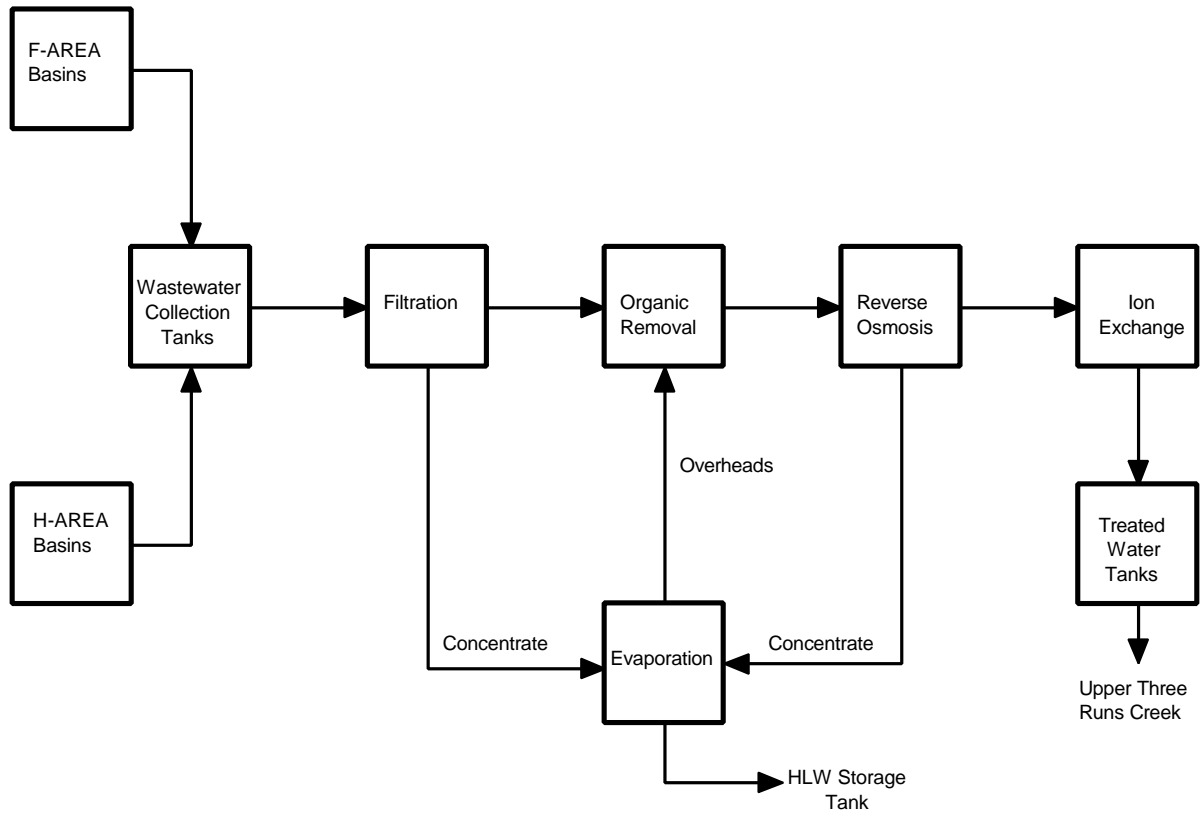 F-AREA
Basins
Wastewater
Collection
Tanks
Filtration
Organic
Removal
Reverse
Osmosis
Ion
Exchange
Overheads
H-AREA
Basins
Treated
Water
Tanks
Concentrate
Evaporation
Concentrate
Upper Three
Runs Creek
HLW Storage
Tank